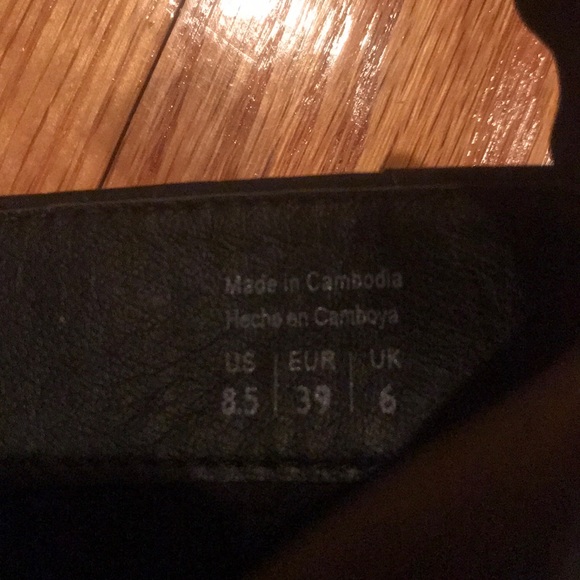 Made in Cambodia
Hecho en Camboya
US | EUR | UK
8.5 | 39 | 6